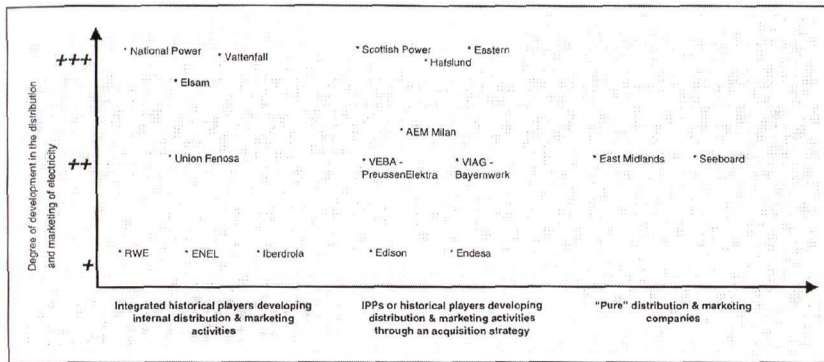 Degree of development in the distribution
and marketing of electricity
+++
* National Power
* Vattenfall
* Scottish Power
* Eastern
* Hafslund
* Elsam
* AEM Milan
++
* Union Fenosa
* VEBA -
PreussenElektra
* VIAG -
Bayernwerk
* East Midlands
* Seeboard
+
* RWE
* ENEL
* Iberdrola
* Edison
* Endesa
Integrated historical players developing
internal distribution & marketing
activities
IPPs or historical players developing
distribution & marketing activities
through an acquisition strategy
"Pure" distribution & marketing
companies